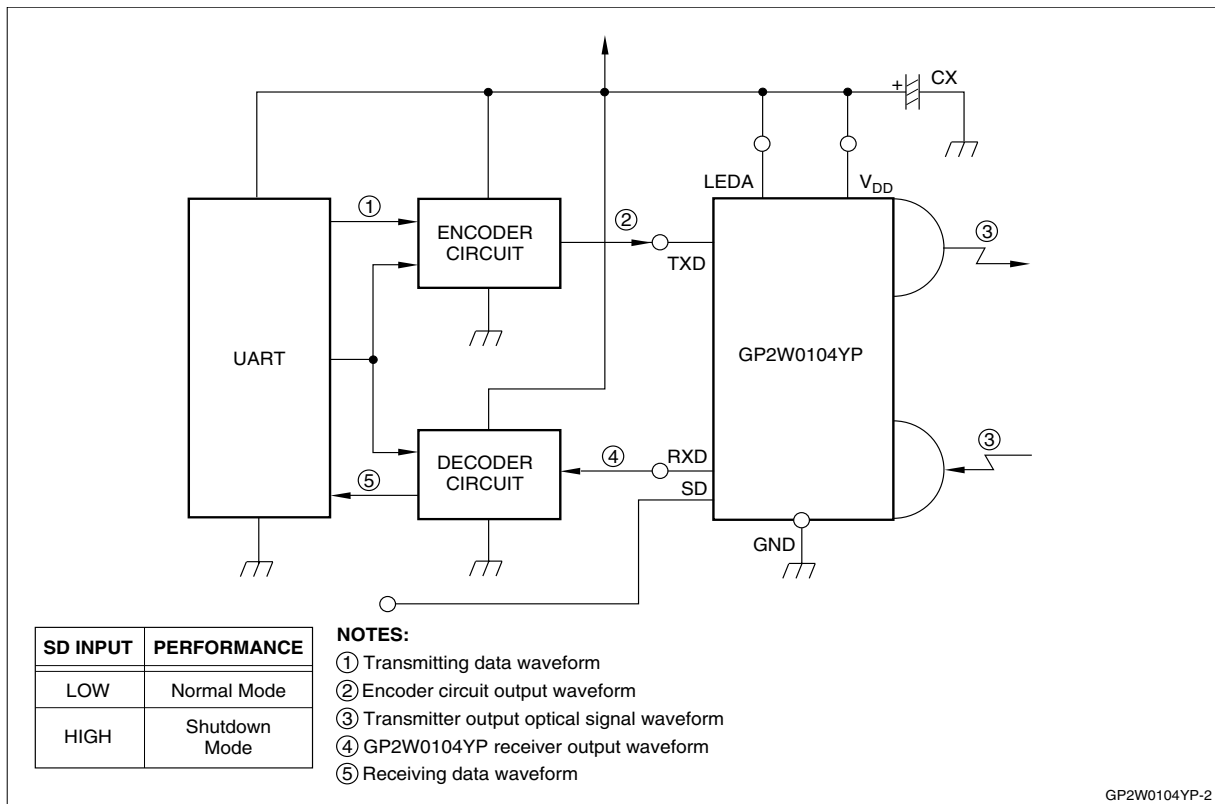 +
CX
LEDA
VDD
①
ENCODER
CIRCUIT
②
TXD
③
UART
GP2W0104YP
DECODER
CIRCUIT
④
RXD
③
⑤
SD
GND
SD INPUT PERFORMANCE
LOW Normal Mode
HIGH Shutdown
Mode
NOTES:
① Transmitting data waveform
② Encoder circuit output waveform
③ Transmitter output optical signal waveform
④ GP2W0104YP receiver output waveform
⑤ Receiving data waveform
GP2W0104YP-2